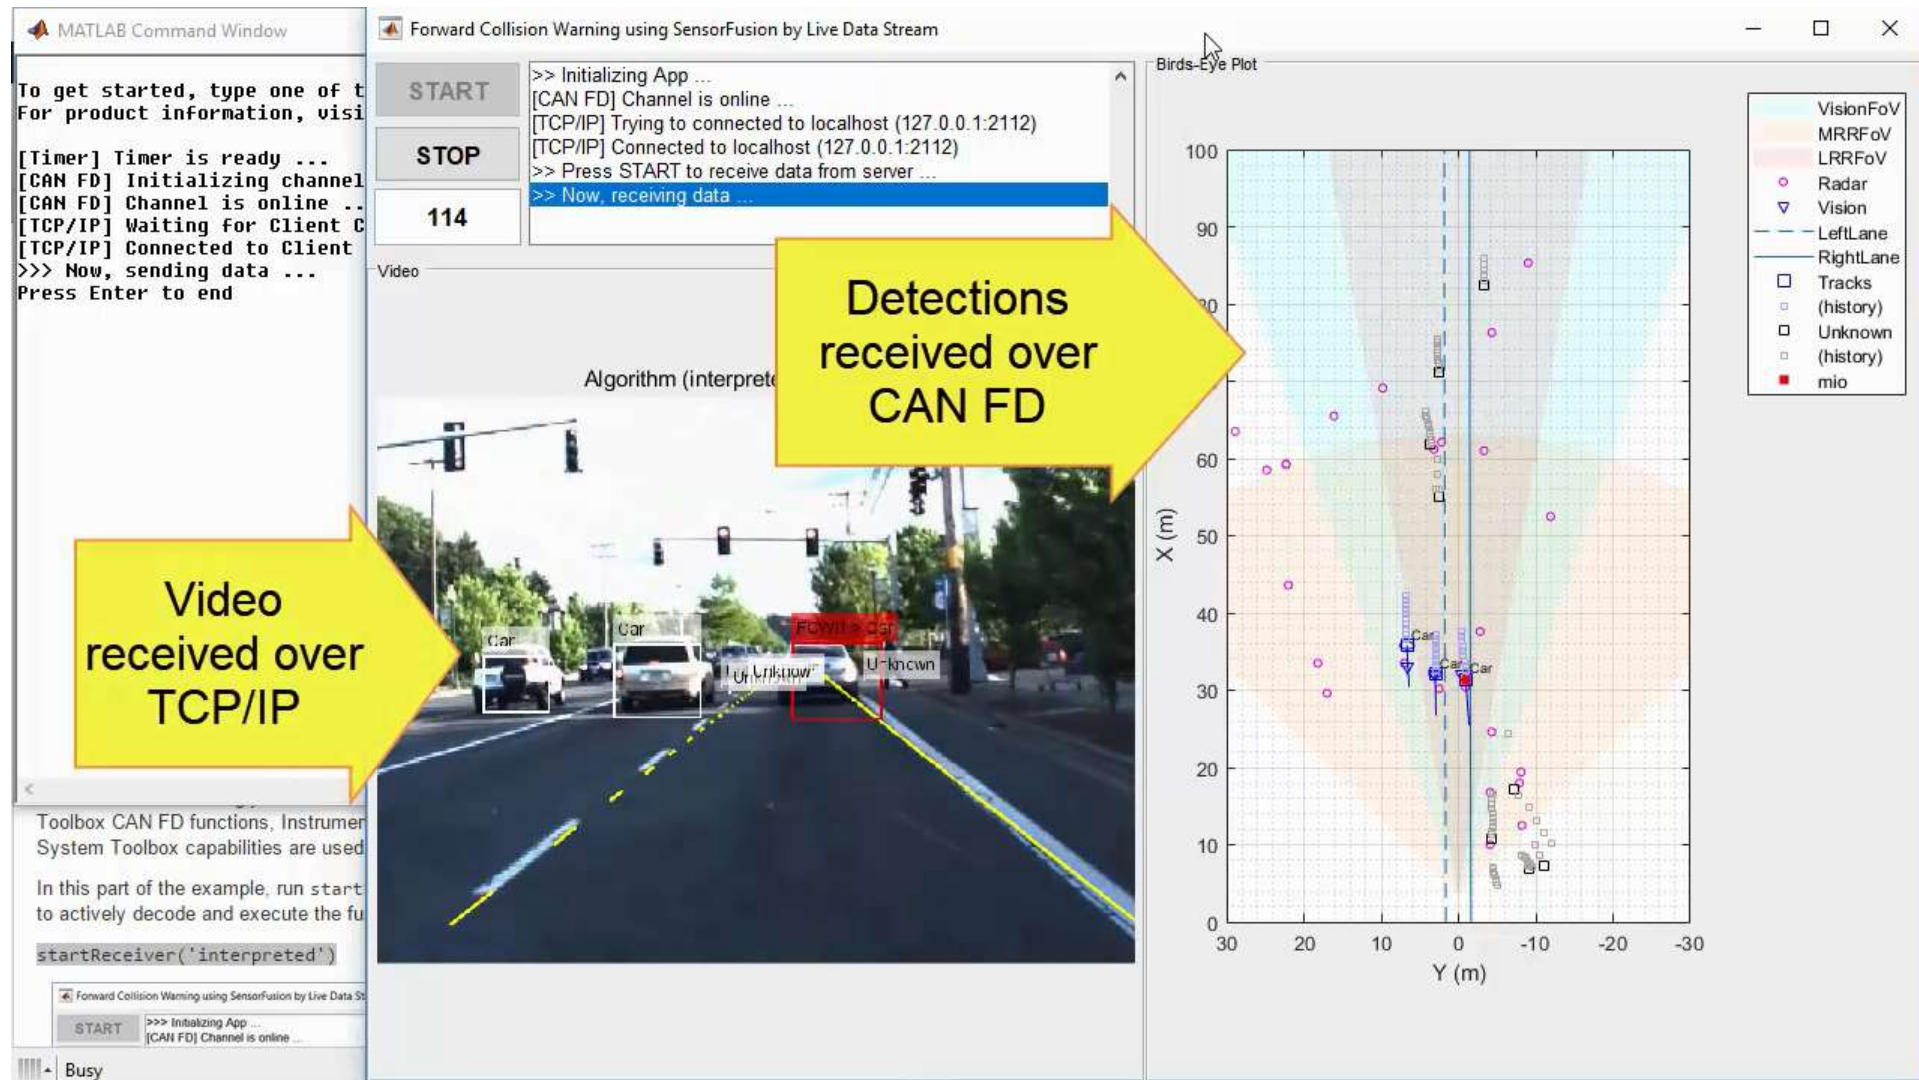 MATLAB Command Window
To get started, type one of t
For product information, visi
[Timer] Timer is ready ...
[CAN FD] Initializing channel
[CAN FD] Channel is online ..
[TCP/IP] Waiting for Client C
[TCP/IP] Connected to Client
>>> Now, sending data ...
Press Enter to end
Toolbox CAN FD functions, Instrumen
System Toolbox capabilities are used
In this part of the example, run start
to actively decode and execute the fu
startReceiver('interpreted')
Forward Collision Warning using SensorFusion by Live Data St
START
>>> Initializing App ...
[CAN FD] Channel is online ...
Busy
Forward Collision Warning using SensorFusion by Live Data Stream
START
STOP
114
>> Initializing App ...
[CAN FD] Channel is online ...
[TCP/IP] Trying to connected to localhost (127.0.0.1:2112)
[TCP/IP] Connected to localhost (127.0.0.1:2112)
>> Press START to receive data from server ...
>> Now, receiving data ...
Video
Algorithm (interprete
Detections
received over
CAN FD
Video
received over
TCP/IP
Car
Car
Car
Unknown
Unknown
Birds-Eye Plot
VisionFoV
MRRFoV
LRRFoV
Radar
Vision
LeftLane
RightLane
Tracks
(history)
Unknown
(history)
mio
100
90
60
50
40
30
20
10
0
X (m)
Car
Car
Car
30
20
10
0
-10
-20
-30
Y (m)